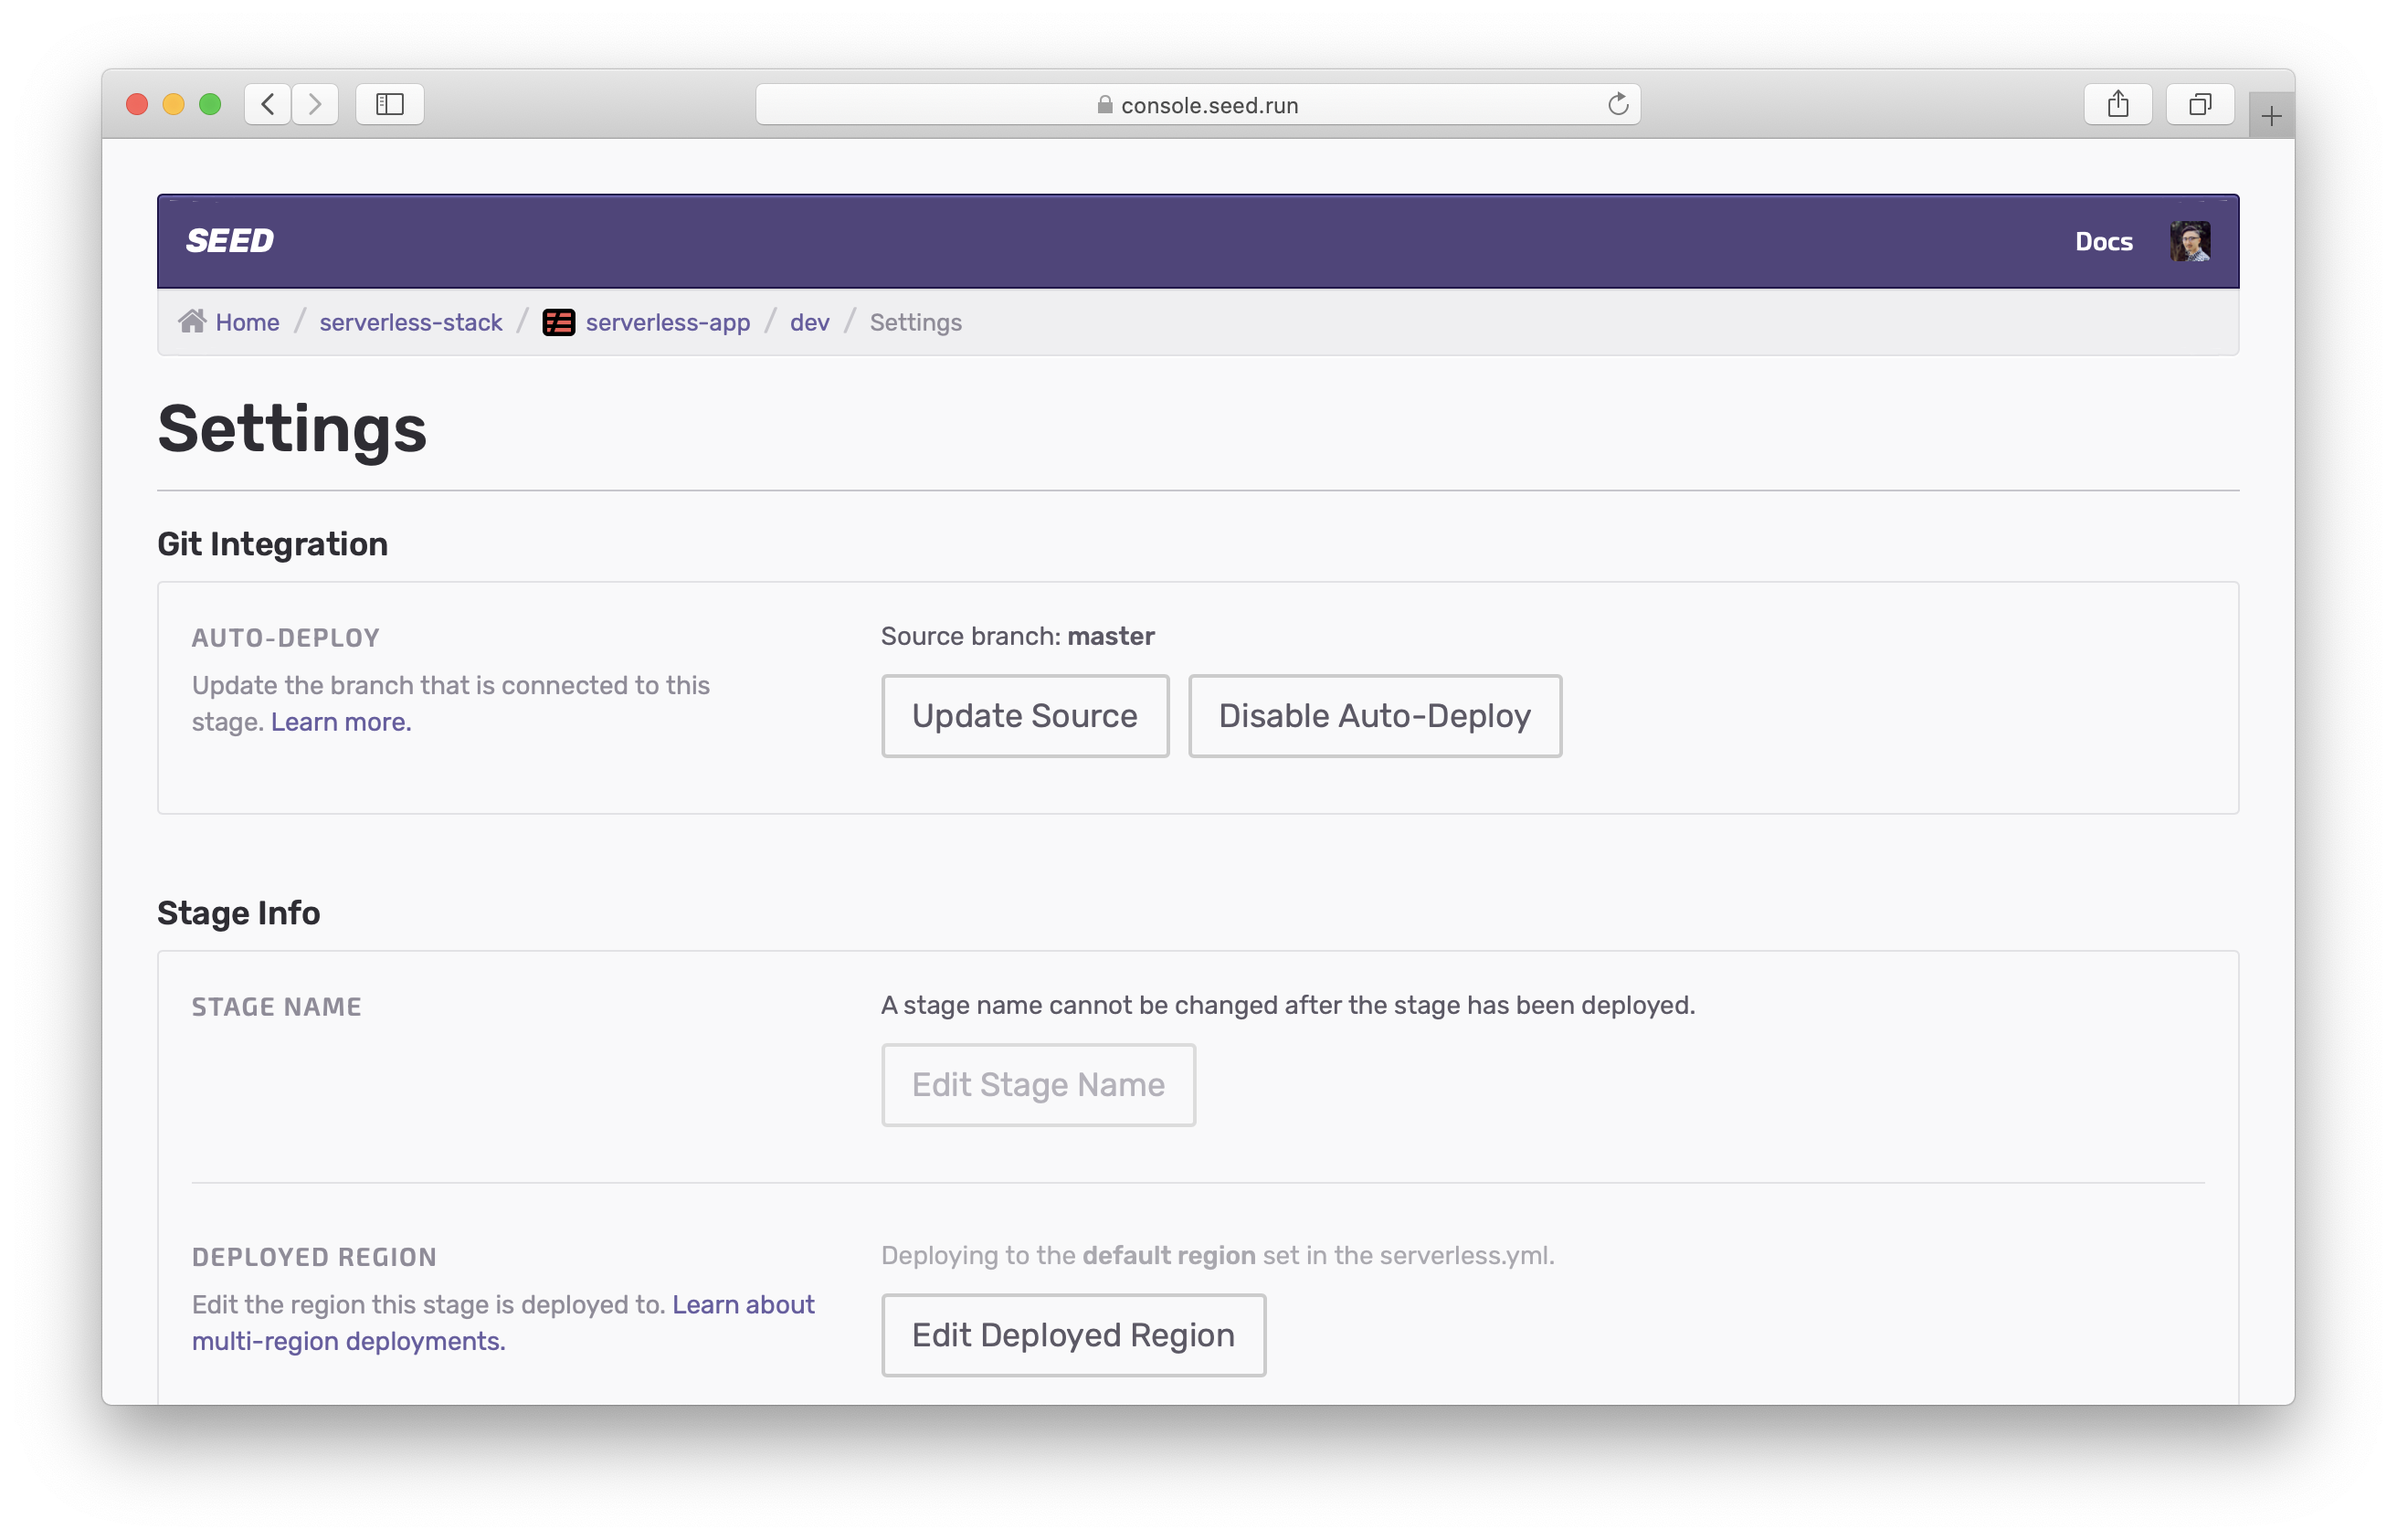 console.seed.run
SEED
Docs
Home / serverless-stack / serverless-app / dev / Settings
Settings
Git Integration
AUTO-DEPLOY
Update the branch that is connected to this
stage. Learn more.
Source branch: master
Update Source
Disable Auto-Deploy
Stage Info
STAGE NAME
A stage name cannot be changed after the stage has been deployed.
Edit Stage Name
DEPLOYED REGION
Edit the region this stage is deployed to. Learn about
multi-region deployments.
Deploying to the default region set in the serverless.yml.
Edit Deployed Region